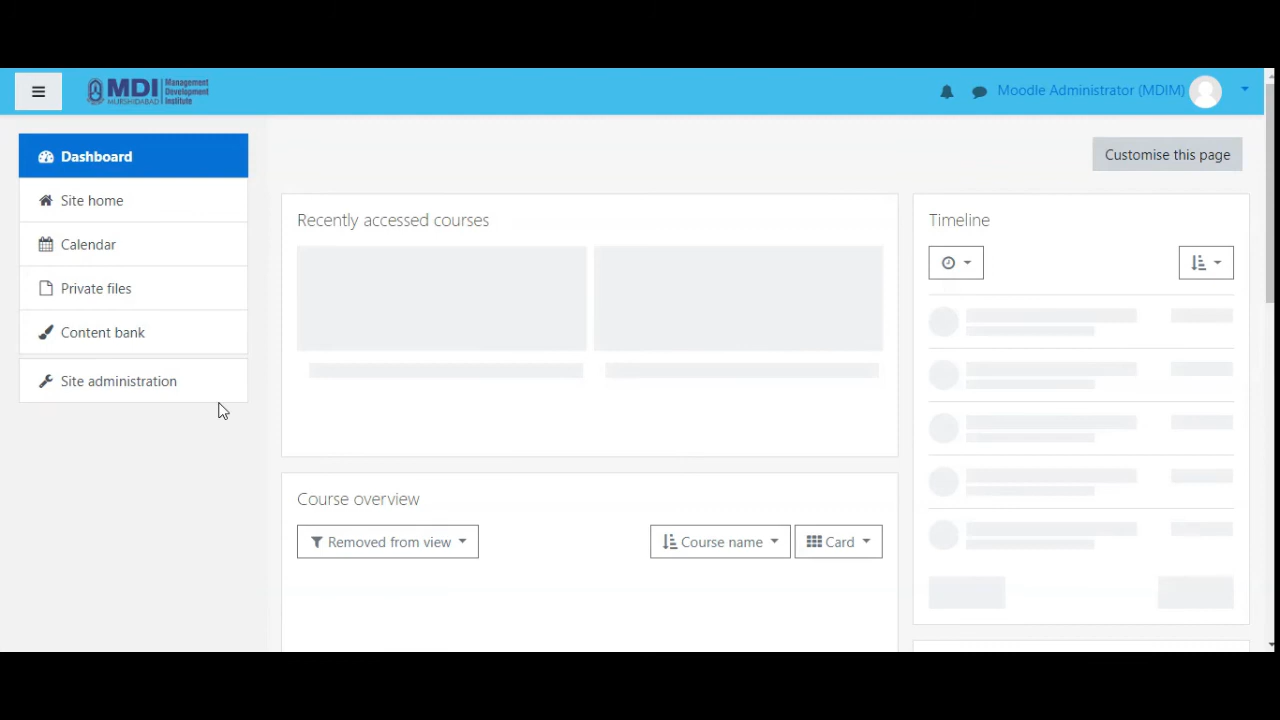 MDI
MURSHIDABAD
Management
Development
Institute
Moodle Administrator (MDIM)
Dashboard
Site home
Calendar
Private files
Content bank
Site administration
Customise this page
Recently accessed courses
Timeline
Course overview
Removed from view
Course name
Card